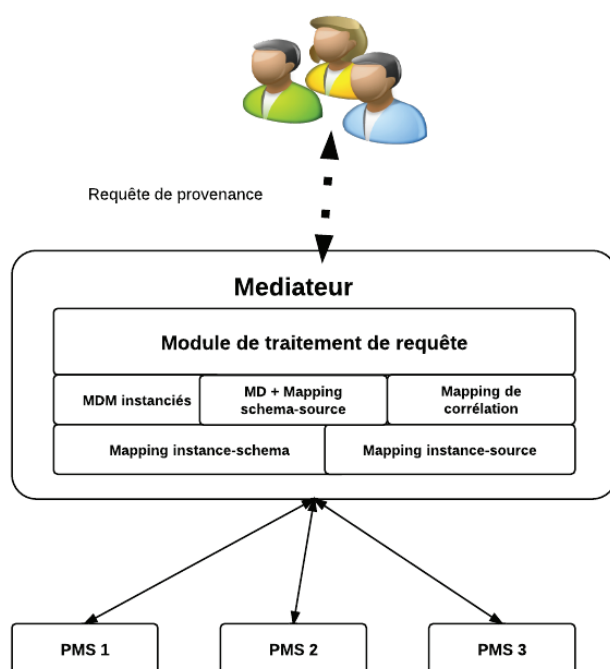 Requête de provenance
Mediateur
Module de traitement de requête
MDM instanciés
MD + Mapping
schema-source
Mapping de
corrélation
Mapping instance-schema
Mapping instance-source
PMS 1
PMS 2
PMS 3